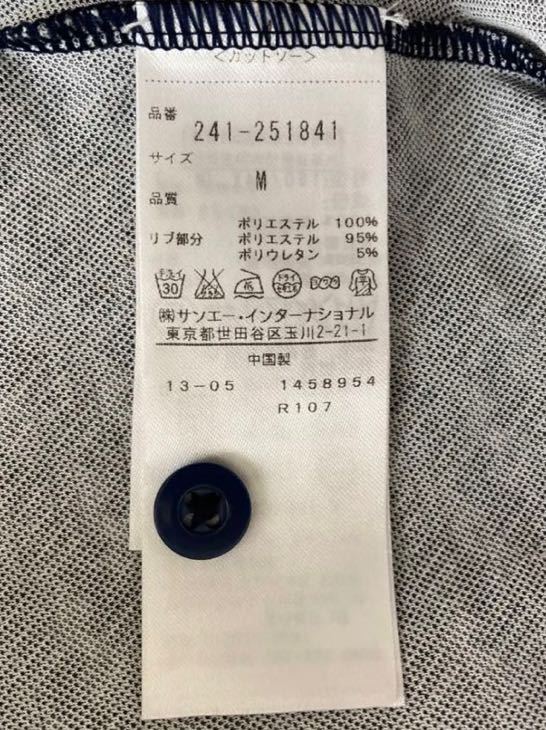 <カットソー>
品番
241-251841
サイズ
M
品質
ポリエステル 100%
リブ部分 ポリエステル 95%
ポリウレタン 5%
30
㈱サンエー・インターナショナル
東京都世田谷区玉川2-21-1
中国製
13-05 1458954
R107